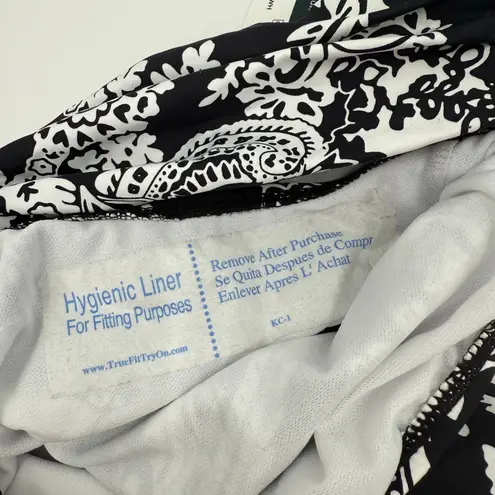 Hygienic Liner
For Fitting Purposes
www.TrueFitTryOn.com
Remove After Purchase
Se Quita Despues de Compr
Enlever Apres L' Achat
KC-1